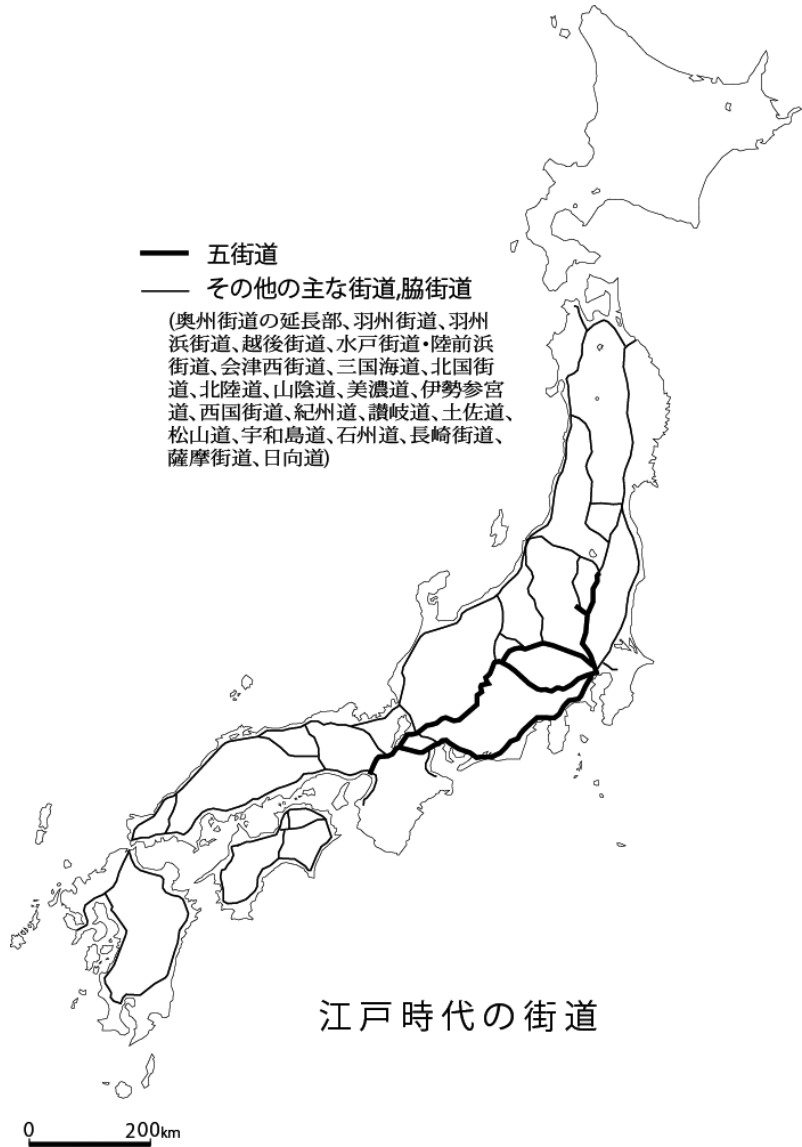 五街道
その他の主な街道,脇街道
(奥州街道の延長部、羽州街道、羽州
浜街道、越後街道、水戸街道・陸前浜
街道、会津西街道、三国海道、北国街
道、北陸道、山陰道、美濃道、伊勢参宮
道、西国街道、紀州道、讃岐道、土佐道、
松山道、宇和島道、石州道、長崎街道、
薩摩街道、日向道)
江戸時代の街道
0 200km